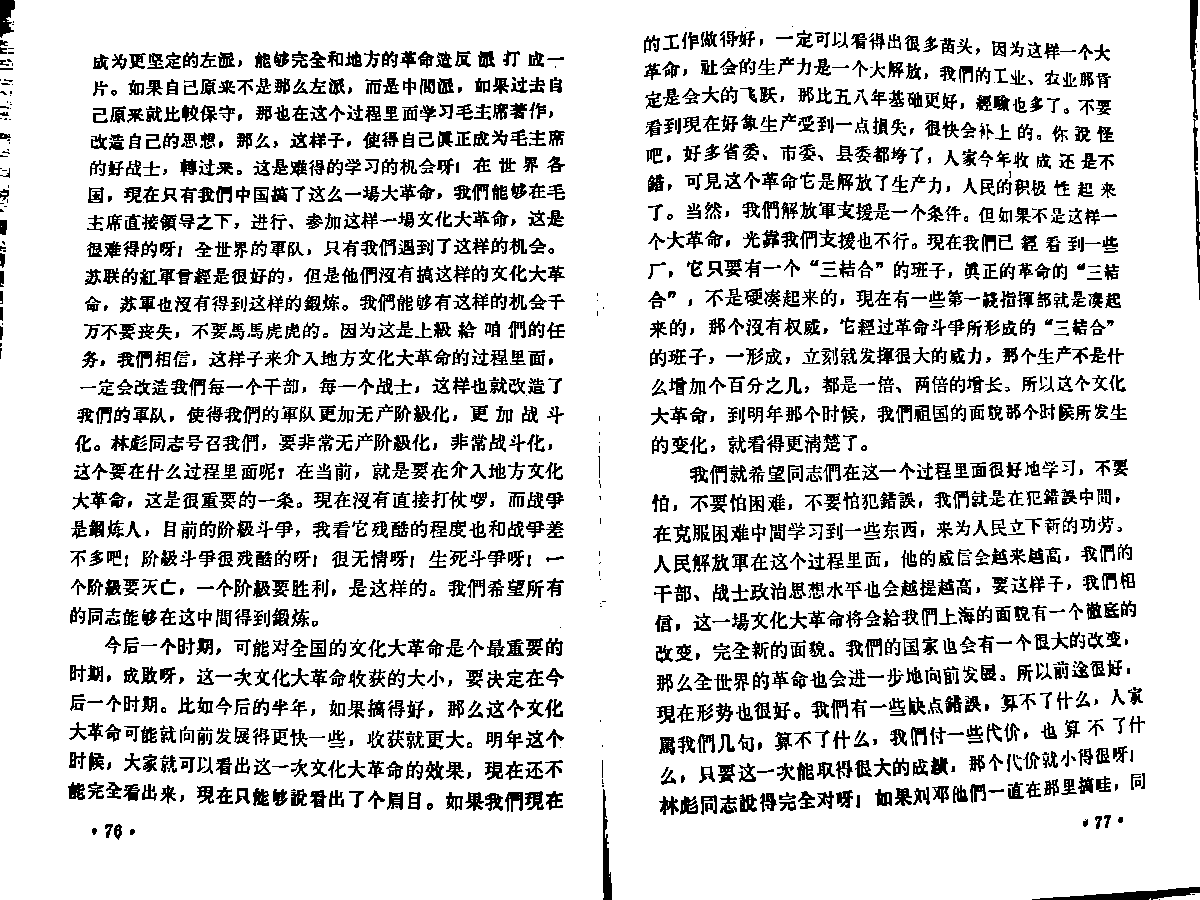 成为更坚定的左派，能够完全和地方的革命造反派打成一
片。如果自己原来不是那么左派，而是中間派，如果过去自
己原来就比較保守，那也在这个过程里面学习毛主席著作，
改造自己的思想，那么，这样子，使得自己眞正成为毛主席
的好战士，轉过来。这是难得的学习的机会呀！在世界各
国，現在只有我們中国搞了这么一場大革命，我們能够在毛
主席直接領导之下，进行、参加这样一場文化大革命，这是
很难得的呀！全世界的軍队，只有我們遇到了这样的机会。
苏联的紅軍曾經是很好的，但是他們沒有搞这样的文化大革
命，苏軍也沒有得到这样的鍛炼。我們能够有这样的机会千
万不要丧失，不要馬馬虎虎的。因为这是上級給咱們的任
务，我們相信，这样子来介入地方文化大革命的过程里面，
一定会改造我們每一个干部，每一个战士，这样也就改造了
我們的軍队，使得我們的軍队更加无产阶級化，更加战斗
化。林彪同志号召我們，要非常无产阶級化，非常战斗化，
这个要在什么过程里面呢！在当前，就是要在介入地方文化
大革命，这是很重要的一条。現在沒有直接打仗啰，而战爭
是鍛炼人，目前的阶級斗爭，我看它残酷的程度也和战爭差
不多吧！阶級斗爭很残酷的呀！很无情呀！生死斗爭呀！一
个阶級要灭亡，一个阶級要胜利，是这样的。我們希望所有
的同志能够在这中間得到鍛炼。
今后一个时期，可能对全国的文化大革命是个最重要的
时期，成敗呀，这一次文化大革命收获的大小，要决定在今
后一个时期。比如今后的半年，如果搞得好，那么这个文化
大革命可能就向前发展得更快一些，收获就更大。明年这个
时候，大家就可以看出这一次文化大革命的效果，現在还不
能完全看出来，現在只能够說看出了个眉目。如果我們現在
• 76 •
的工作做得好，一定可以看得出很多苗头，因为这样一个大
革命，社会的生产力是一个大解放，我們的工业、农业那肯
定是会大的飞跃，那比五八年基础更好，經驗也多了。不要
看到現在好象生产受到一点損失，很快会补上的。你說怪
吧，好多省委、市委、县委都垮了，人家今年收成还是不
錯，可見这个革命它是解放了生产力，人民的积极性起来
了。当然，我們解放軍支援是一个条件。但如果不是这样一
个大革命，光靠我們支援也不行。現在我們已經看到一些
厂，它只要有一个“三結合”的班子，眞正的革命的“三結
合”，不是硬凑起来的，現在有一些第一綫指揮部就是凑起
来的，那个沒有权威，它經过革命斗爭所形成的“三結合”
的班子，一形成，立刻就发揮很大的威力，那个生产不是什
么增加个百分之几，都是一倍、两倍的增长。所以这个文化
大革命，到明年那个时候，我們祖国的面貌那个时候所发生
的变化，就看得更清楚了。
我們就希望同志們在这一个过程里面很好地学习，不要
怕，不要怕困难，不要怕犯錯誤，我們就是在犯錯誤中間，
在克服困难中間学习到一些东西，来为人民立下新的功劳。
人民解放軍在这个过程里面，他的威信会越来越高，我們的
干部、战士政治思想水平也会越提越高，要这样子，我們相
信，这一場文化大革命将会給我們上海的面貌有一个徹底的
改变，完全新的面貌。我們的国家也会有一个很大的改变，
那么全世界的革命也会进一步地向前发展。所以前途很好，
現在形势也很好。我們有一些缺点錯誤，算不了什么，人家
罵我們几句，算不了什么，我們付一些代价，也算不了什
么，只要这一次能取得很大的成績，那个代价就小得很呀！
林彪同志說得完全对呀！如果刘邓他們一直在那里搞哇，同
• 77 •